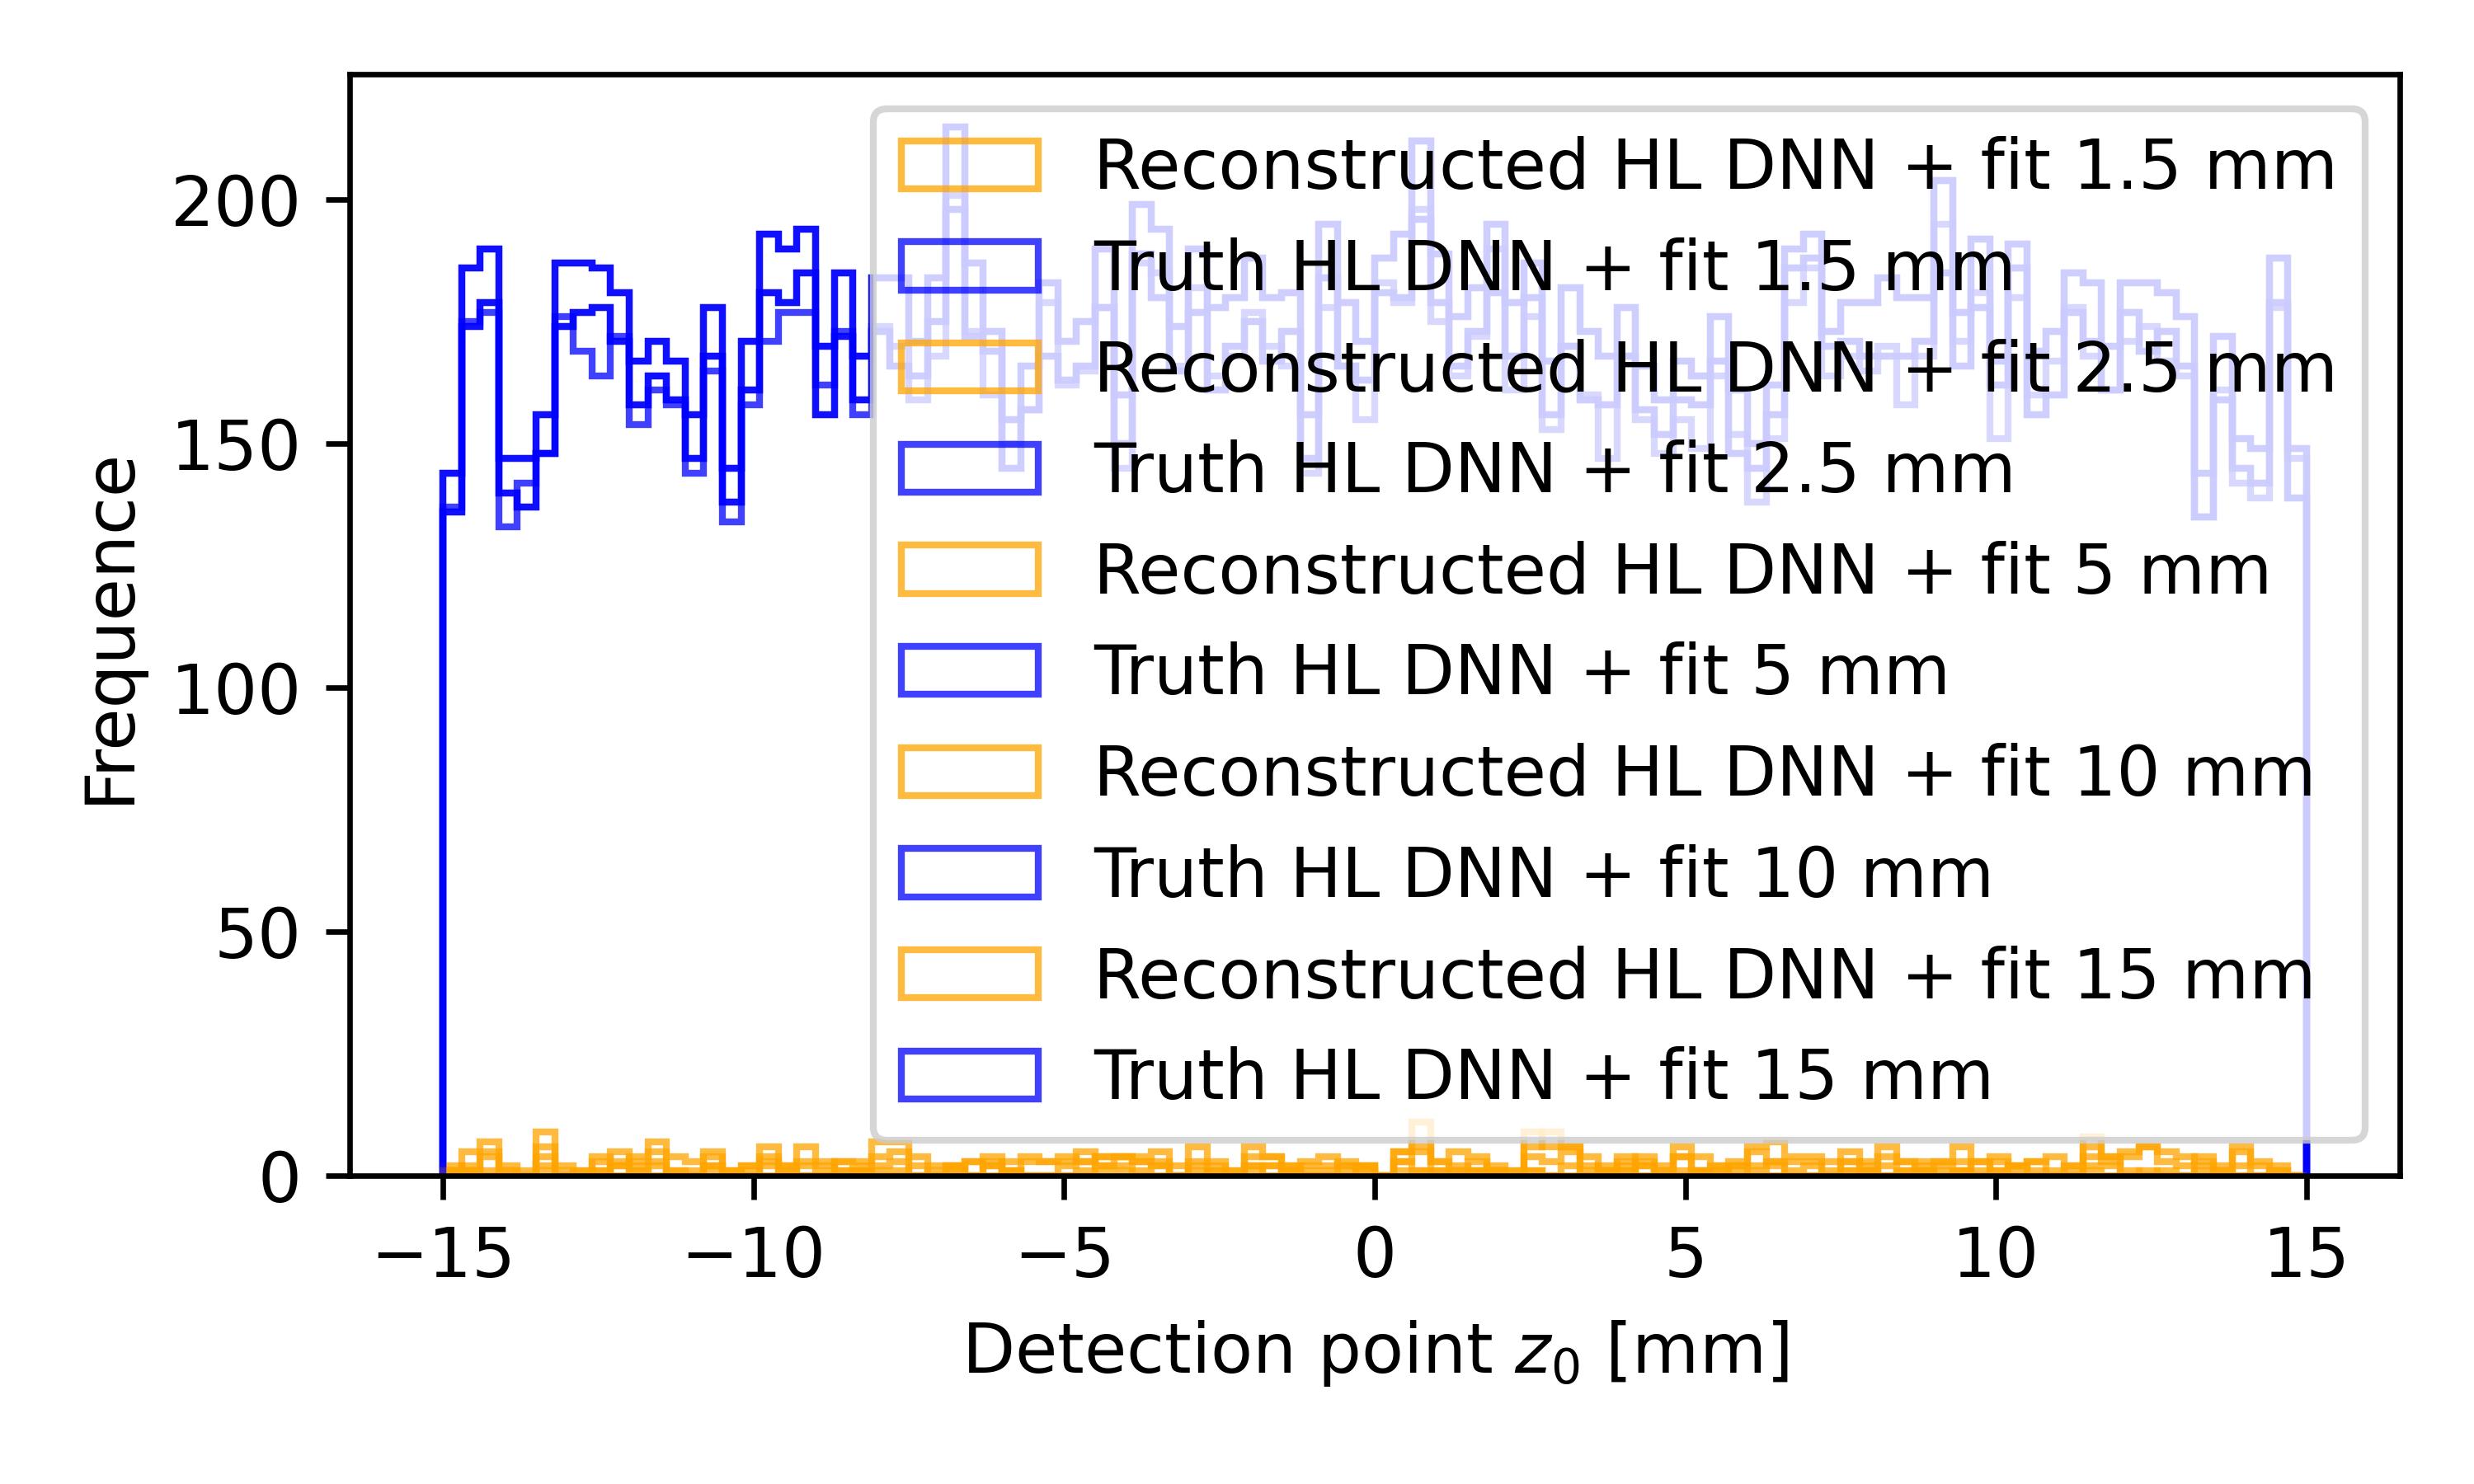 Reconstructed HL DNN + fit 1.5 mm
Truth HL DNN + fit 1.5 mm
Reconstructed HL DNN + fit 2.5 mm
Truth HL DNN + fit 2.5 mm
Reconstructed HL DNN + fit 5 mm
Truth HL DNN + fit 5 mm
Reconstructed HL DNN + fit 10 mm
Truth HL DNN + fit 10 mm
Reconstructed HL DNN + fit 15 mm
Truth HL DNN + fit 15 mm
Frequence
200
150
100
50
0
−15 −10 −5 0 5 10 15
Detection point z₀ [mm]